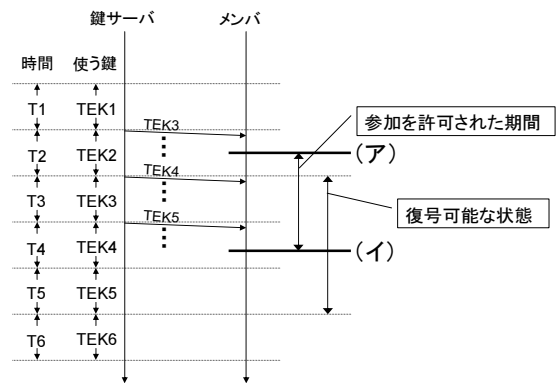 鍵サーバ メンバ
時間 使う鍵
T1 TEK1
TEK3
参加を許可された期間
T2 TEK2
(ア)
TEK4
T3 TEK3
復号可能な状態
TEK5
T4 TEK4
(イ)
T5 TEK5
T6 TEK6